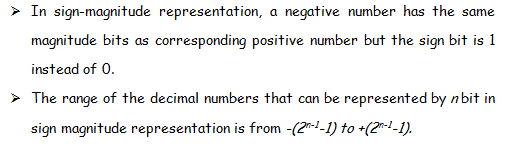 ➢ In sign-magnitude representation, a negative number has the same
magnitude bits as corresponding positive number but the sign bit is 1
instead of 0.
➢ The range of the decimal numbers that can be represented by n bit in
sign magnitude representation is from -(2ⁿ⁻¹-1) to +(2ⁿ⁻¹-1).